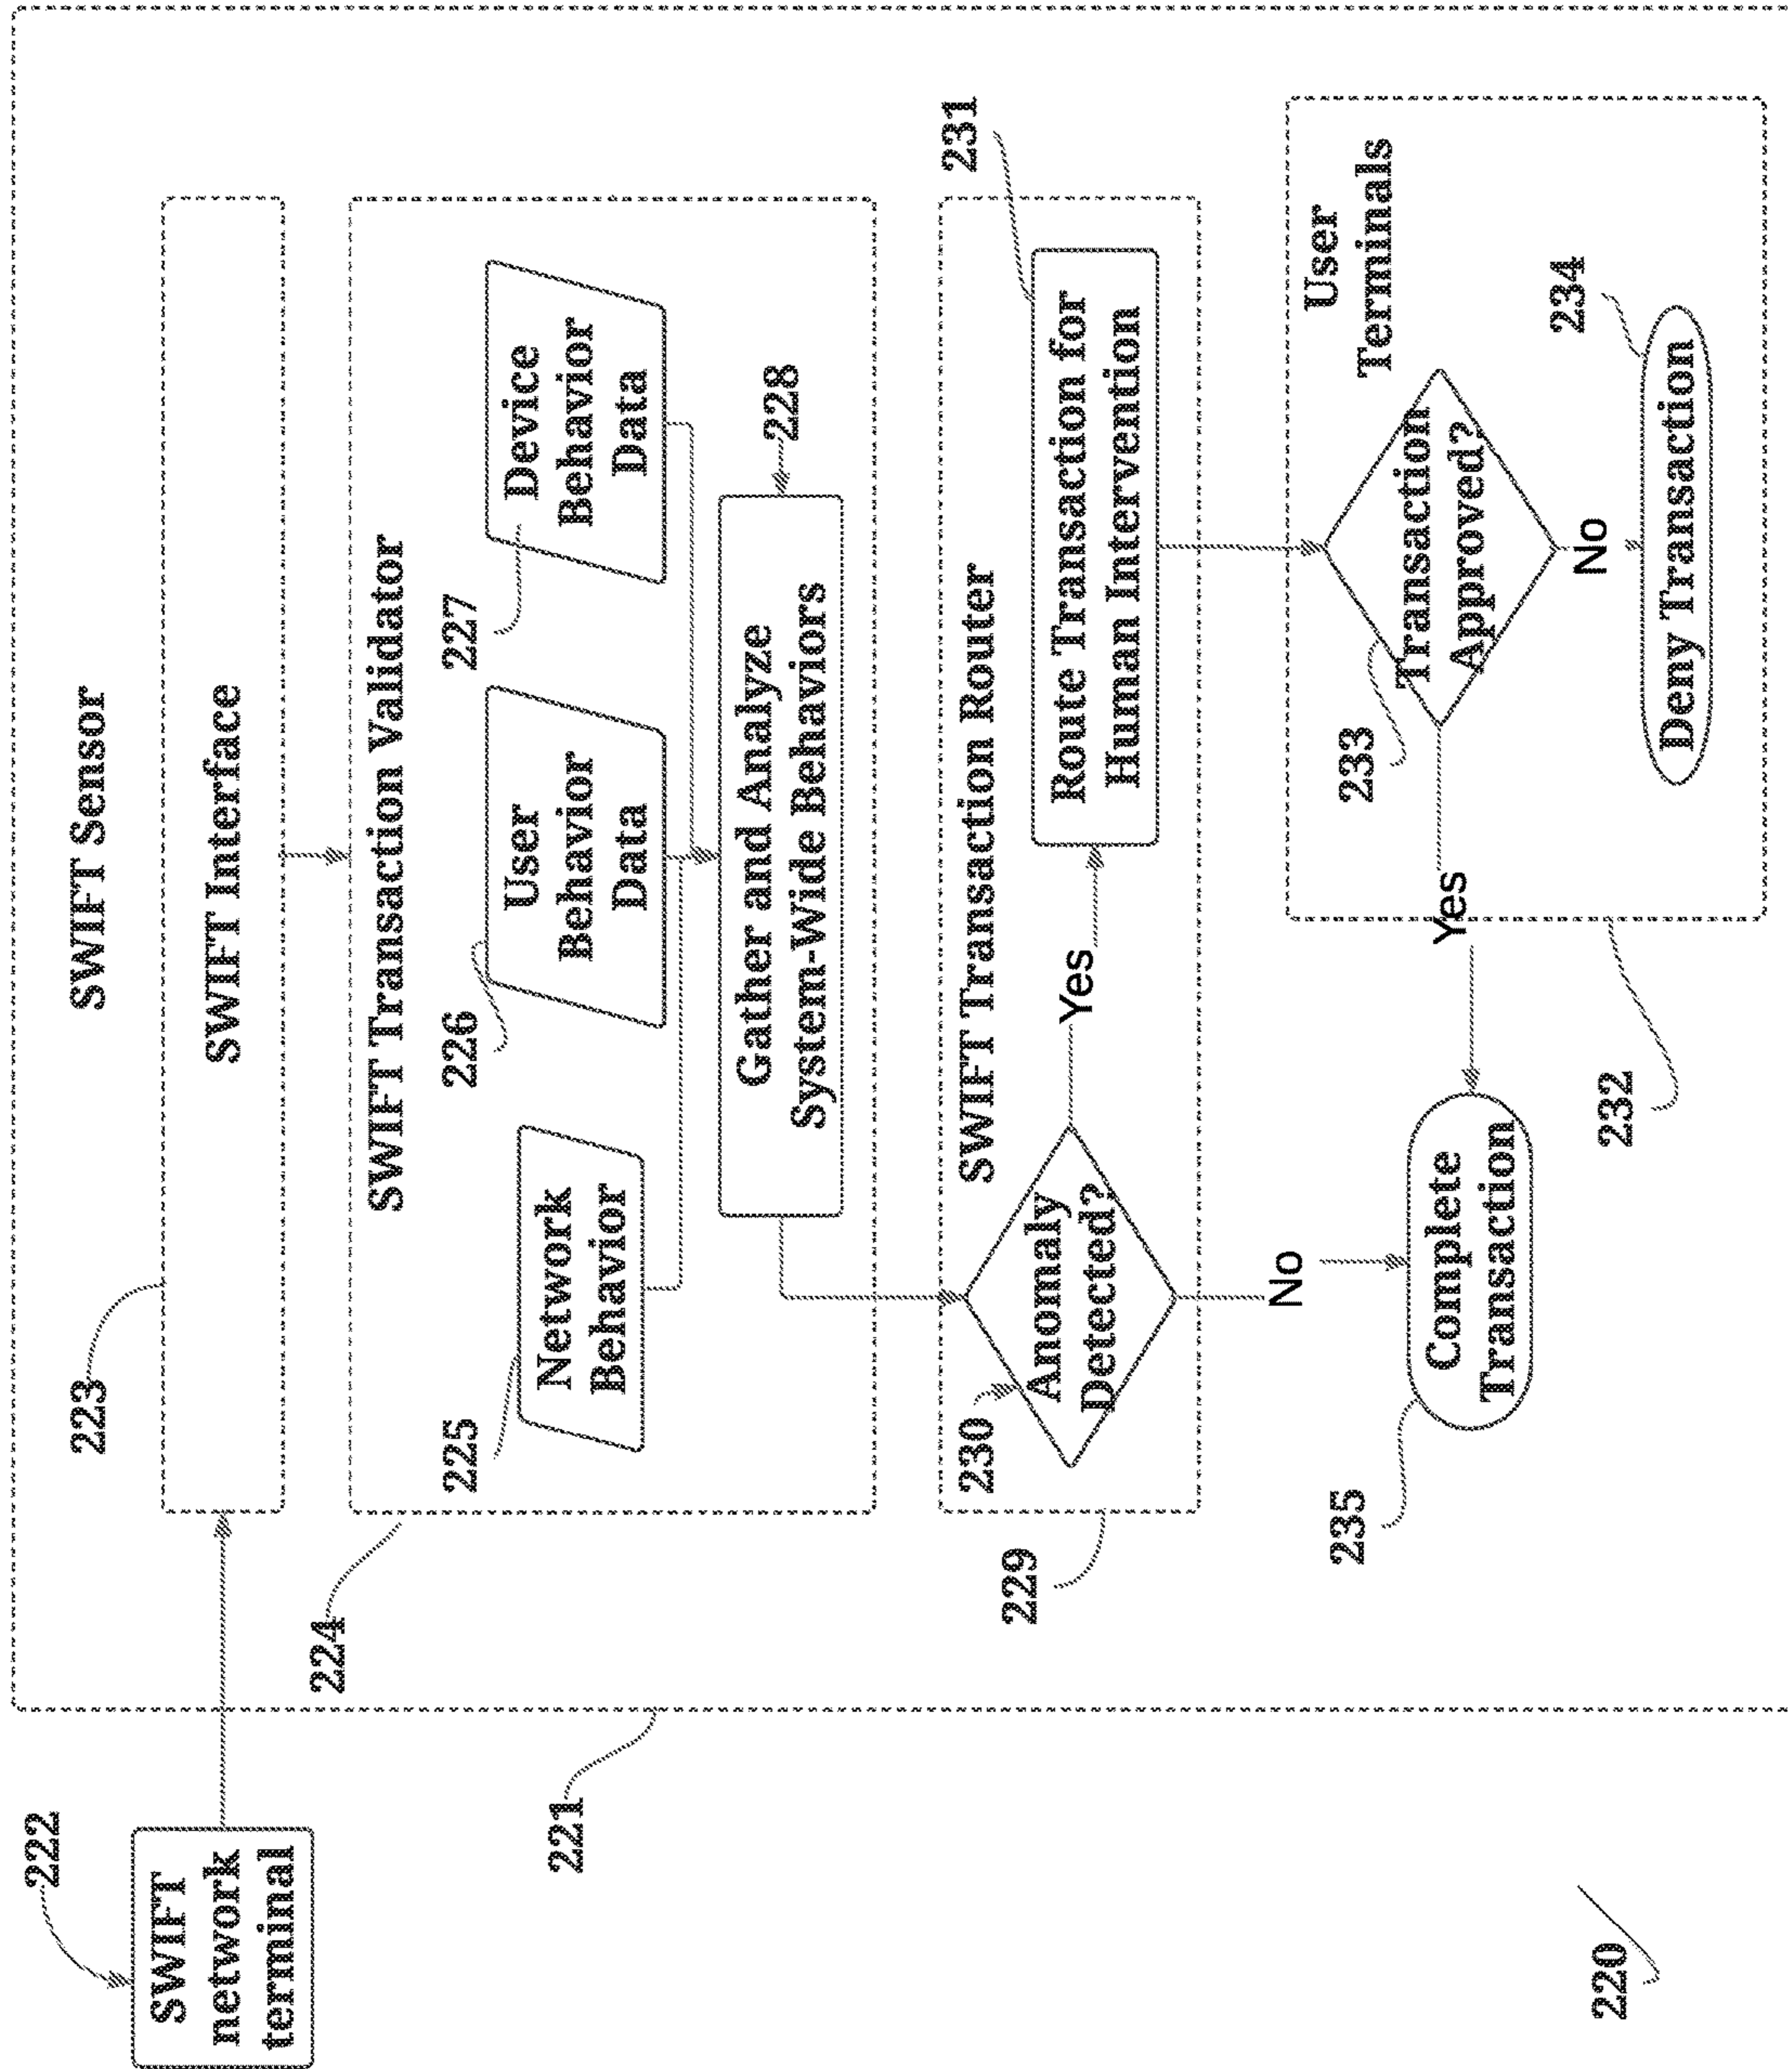 222
SWIFT
network
terminal
221
220
SWIFT Sensor
223
SWIFT Interface
224
SWIFT Transaction Validator
225
Network
Behavior
226
User
Behavior
Data
227
Device
Behavior
Data
228
Gather and Analyze
System-Wide Behaviors
229
SWIFT Transaction Router
230
Anomaly
Detected?
Yes
231
Route Transaction for
Human Intervention
No
235
Complete
Transaction
Yes
232
User
Terminals
233
Transaction
Approved?
No
234
Deny Transaction